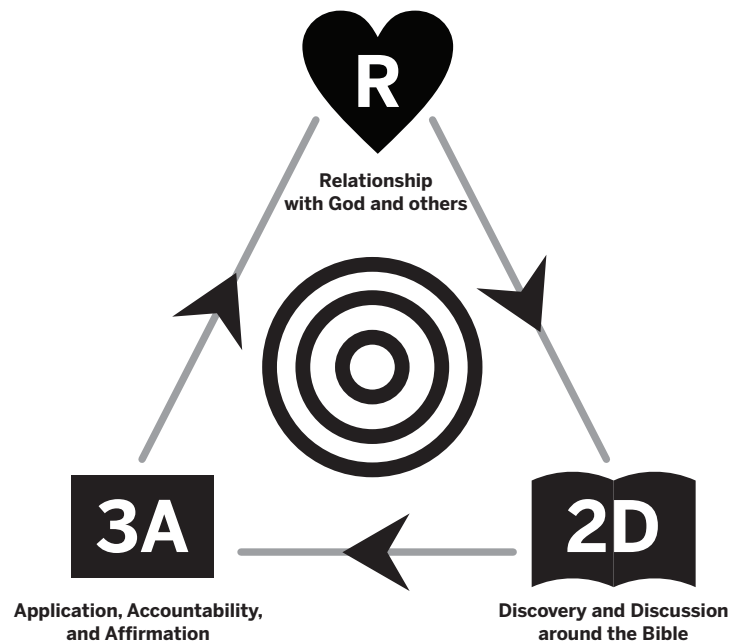 R
Relationship
with God and others
3A
2D
Application, Accountability,
and Affirmation
Discovery and Discussion
around the Bible